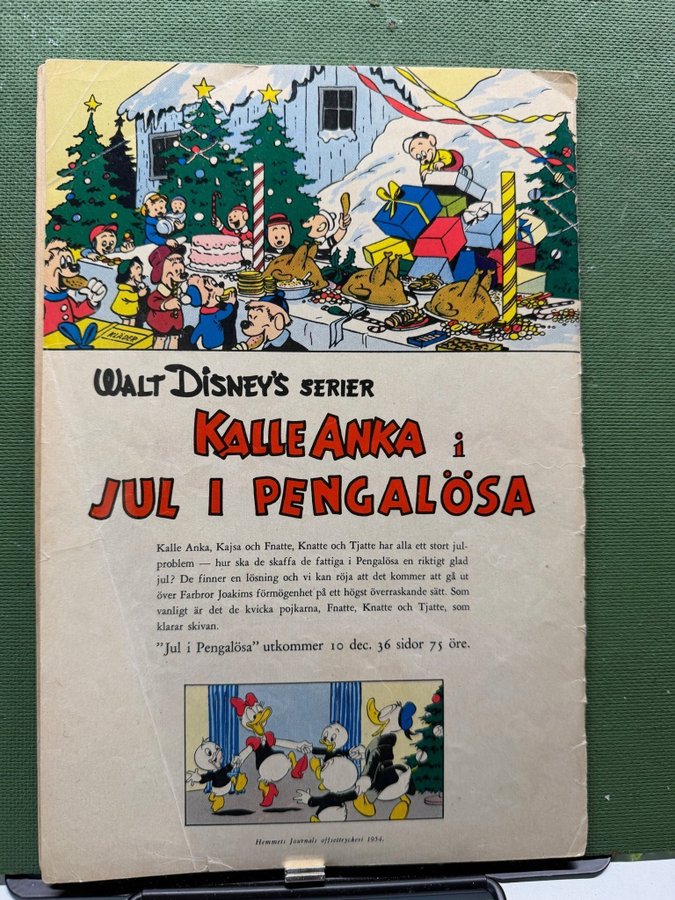 KLÄDER
WALT DISNEY'S SERIER
KALLE ANKA i
JUL I PENGALÖSA
Kalle Anka, Kajsa och Fnatte, Knatte och Tjatte har alla ett stort jul-
problem — hur ska de skaffa de fattiga i Pengalösa en riktigt glad
jul? De finner en lösning och vi kan röja att det kommer att gå ut
över Farbror Joakims förmögenhet på ett högst överraskande sätt. Som
vanligt är det de kvicka pojkarna, Fnatte, Knatte och Tjatte, som
klarar skivan.
”Jul i Pengalösa” utkommer 10 dec. 36 sidor 75 öre.
Hemmets Journals offsettryckeri 1954.